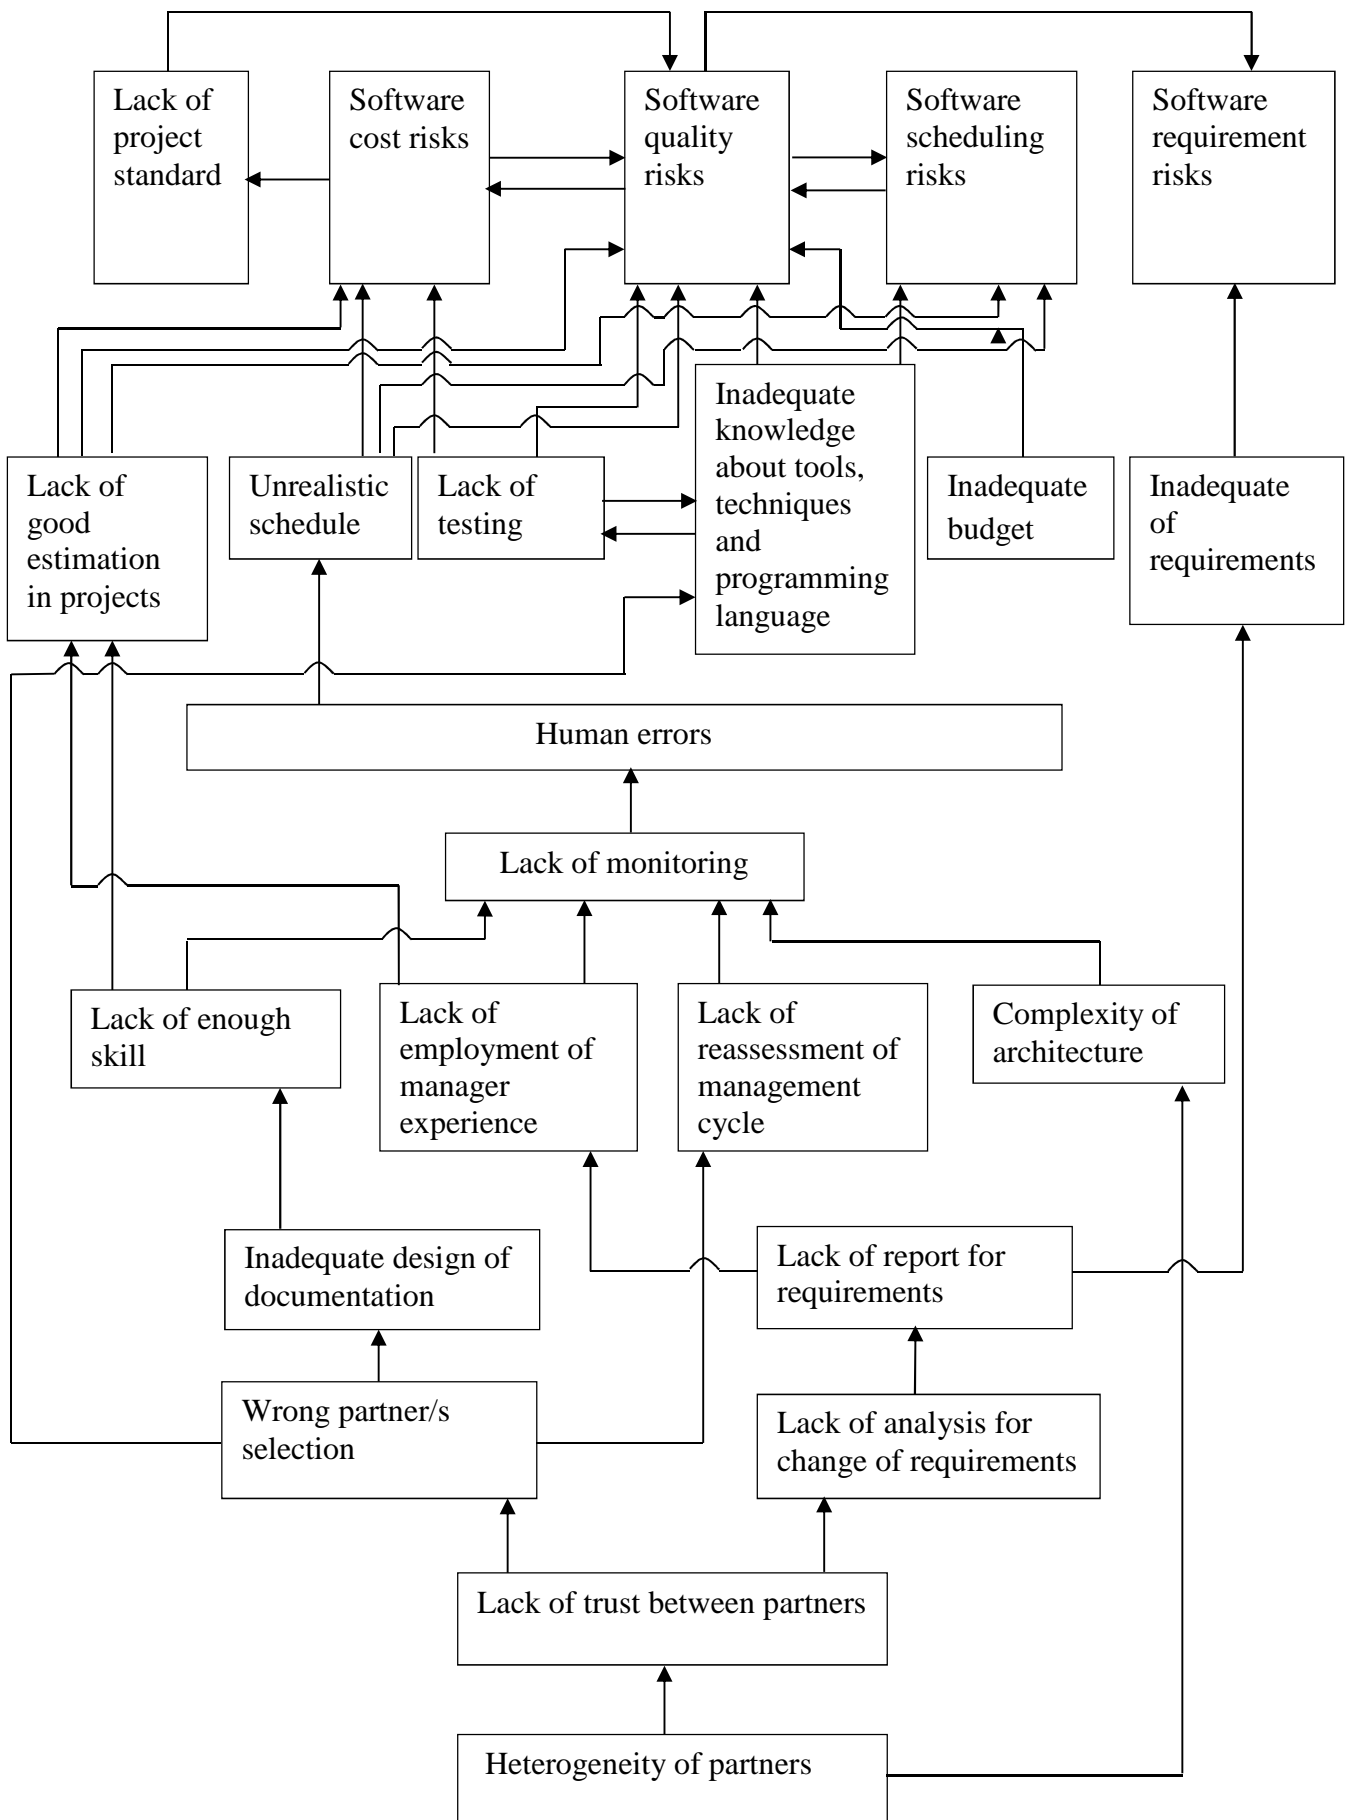 Lack of
project
standard
Software
cost risks
Software
quality
risks
Software
scheduling
risks
Software
requirement
risks
Lack of
good
estimation
in projects
Unrealistic
schedule
Lack of
testing
Inadequate
knowledge
about tools,
techniques
and
programming
language
Inadequate
budget
Inadequate
of
requirements
Human errors
Lack of monitoring
Lack of enough
skill
Lack of
employment of
manager
experience
Lack of
reassessment of
management
cycle
Complexity of
architecture
Inadequate design of
documentation
Lack of report for
requirements
Wrong partner/s
selection
Lack of analysis for
change of requirements
Lack of trust between partners
Heterogeneity of partners